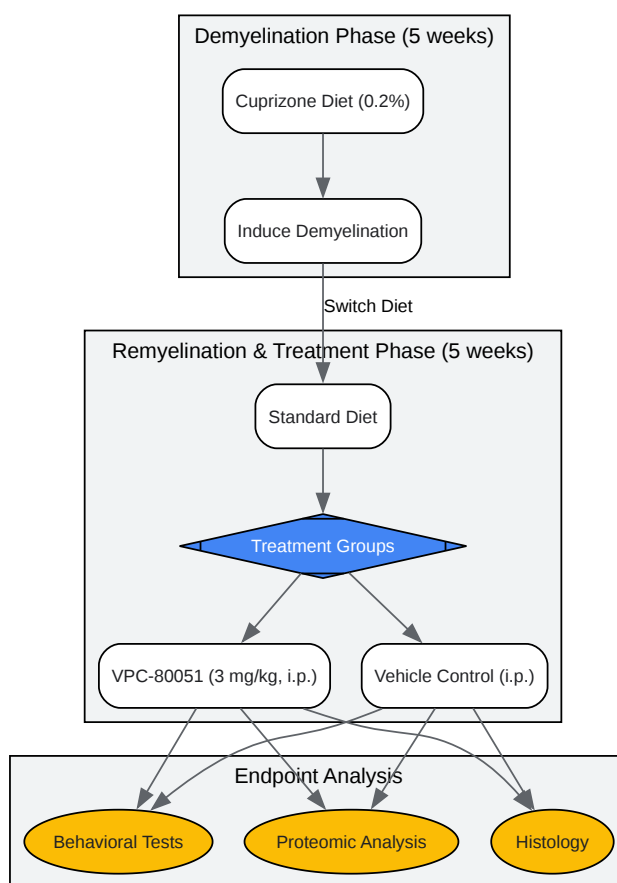 Demyelination Phase (5 weeks)
Cuprizone Diet (0.2%)
Induce Demyelination
Switch Diet
Remyelination & Treatment Phase (5 weeks)
Standard Diet
Treatment Groups
VPC-80051 (3 mg/kg, i.p.)
Vehicle Control (i.p.)
Endpoint Analysis
Behavioral Tests
Proteomic Analysis
Histology